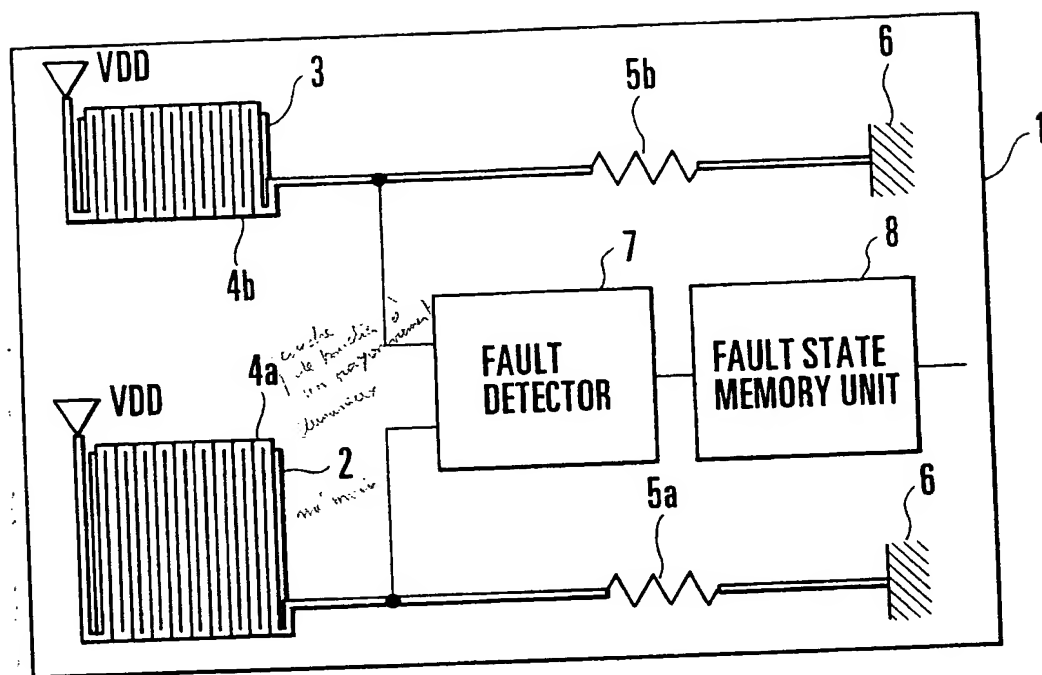 VDD
3
5b
6
1
4b
7
8
4a
FAULT
DETECTOR
FAULT STATE
MEMORY UNIT
VDD
2
5a
6